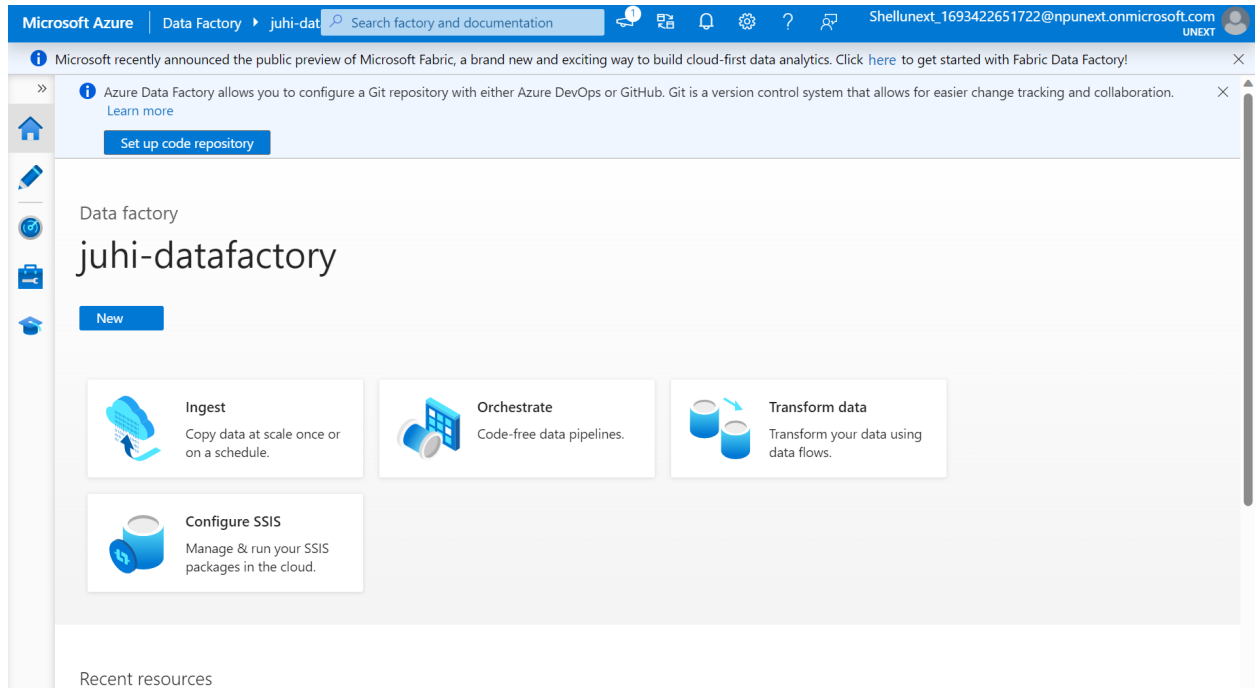 Microsoft Azure
Data Factory
juhi-dat
Search factory and documentation
1
Shellunext_1693422651722@npunext.onmicrosoft.com
UNEXT
Microsoft recently announced the public preview of Microsoft Fabric, a brand new and exciting way to build cloud-first data analytics. Click here to get started with Fabric Data Factory!
Azure Data Factory allows you to configure a Git repository with either Azure DevOps or GitHub. Git is a version control system that allows for easier change tracking and collaboration.
Learn more
Set up code repository
Data factory
juhi-datafactory
New
Ingest
Copy data at scale once or
on a schedule.
Orchestrate
Code-free data pipelines.
Transform data
Transform your data using
data flows.
Configure SSIS
Manage & run your SSIS
packages in the cloud.
Recent resources